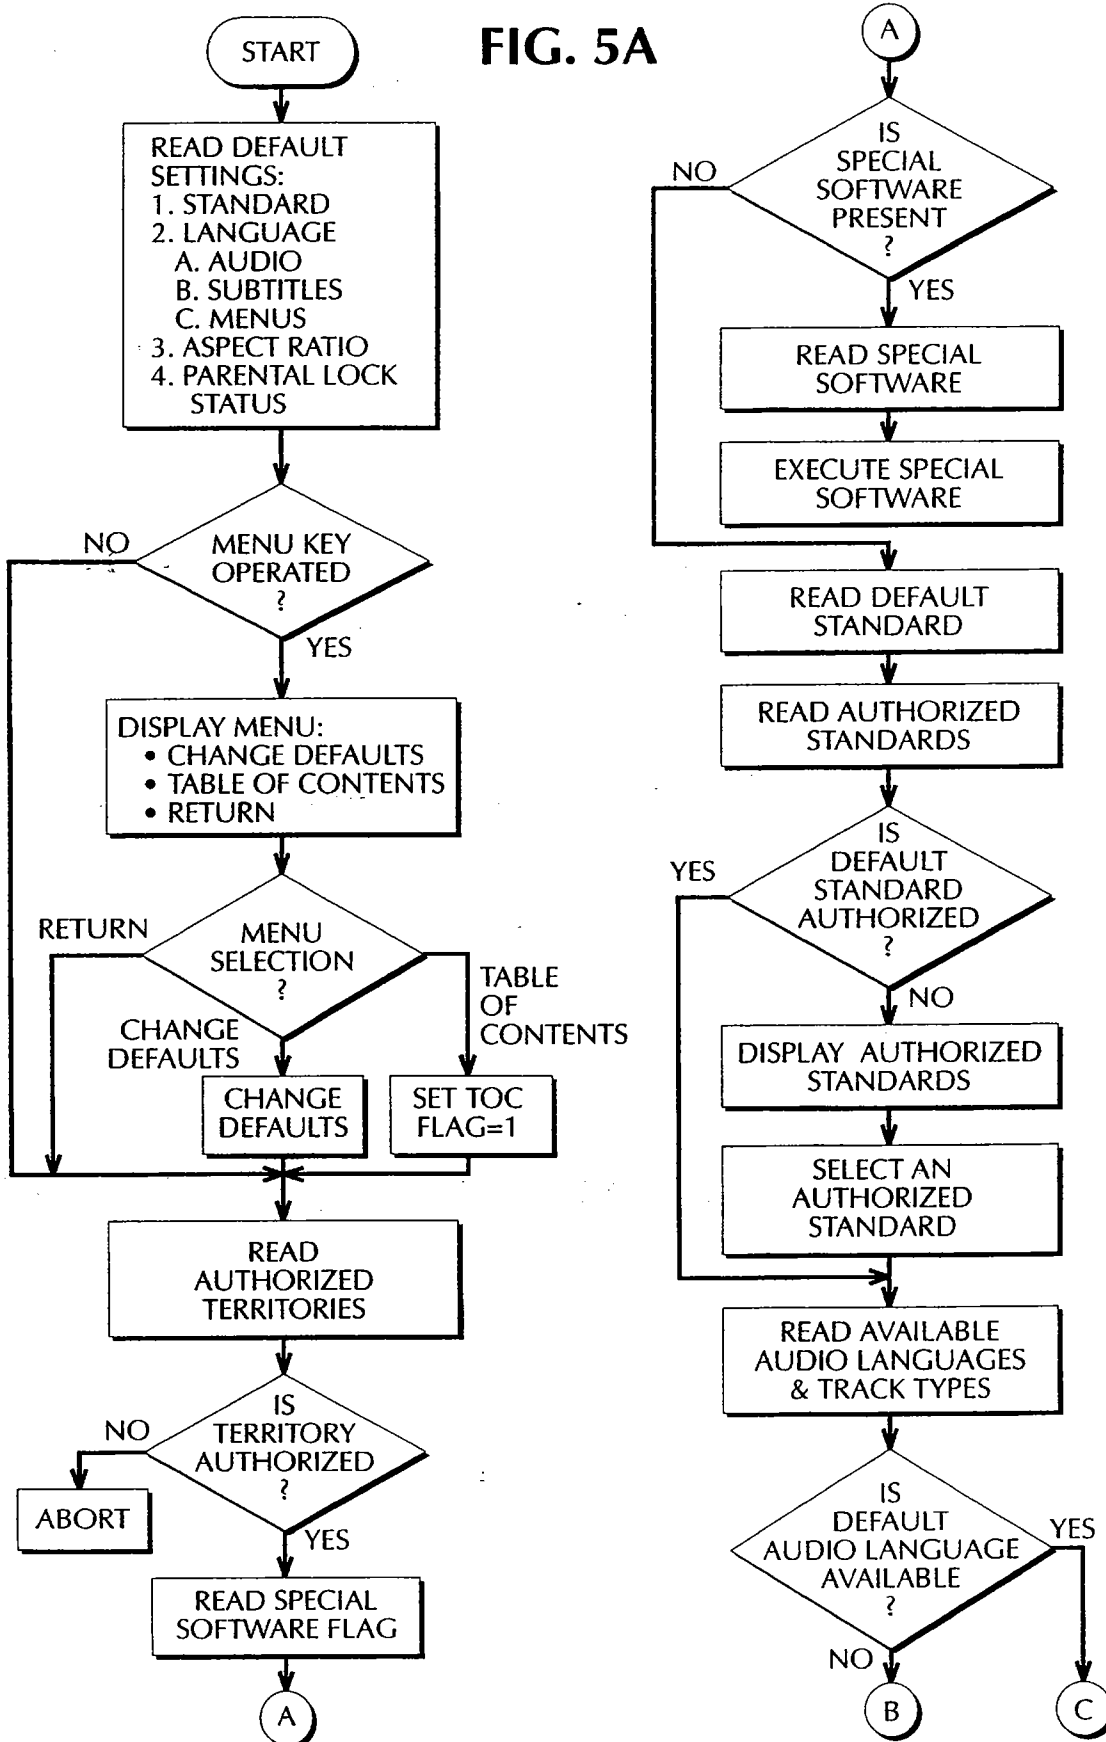 FIG. 5A
START
READ DEFAULT
SETTINGS:
1. STANDARD
2. LANGUAGE
A. AUDIO
B. SUBTITLES
C. MENUS
3. ASPECT RATIO
4. PARENTAL LOCK
STATUS
MENU KEY
OPERATED
?
NO
YES
DISPLAY MENU:
• CHANGE DEFAULTS
• TABLE OF CONTENTS
• RETURN
MENU
SELECTION
?
RETURN
CHANGE
DEFAULTS
TABLE
OF
CONTENTS
CHANGE
DEFAULTS
SET TOC
FLAG=1
READ
AUTHORIZED
TERRITORIES
IS
TERRITORY
AUTHORIZED
?
NO
ABORT
YES
READ SPECIAL
SOFTWARE FLAG
A
A
IS
SPECIAL
SOFTWARE
PRESENT
?
NO
YES
READ SPECIAL
SOFTWARE
EXECUTE SPECIAL
SOFTWARE
READ DEFAULT
STANDARD
READ AUTHORIZED
STANDARDS
IS
DEFAULT
STANDARD
AUTHORIZED
?
YES
NO
DISPLAY AUTHORIZED
STANDARDS
SELECT AN
AUTHORIZED
STANDARD
READ AVAILABLE
AUDIO LANGUAGES
& TRACK TYPES
IS
DEFAULT
AUDIO LANGUAGE
AVAILABLE
?
YES
NO
B
C